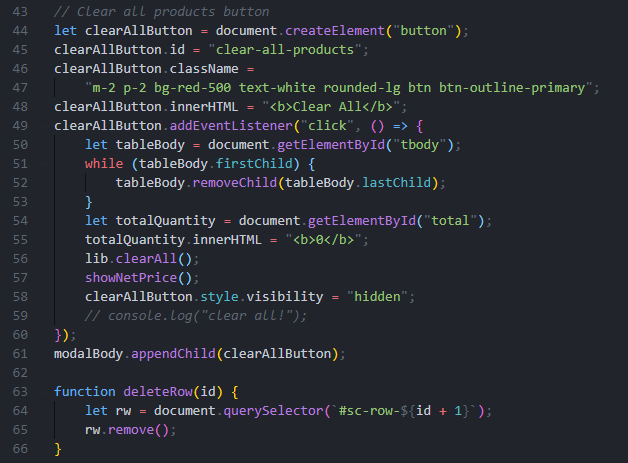 43 // Clear all products button
44 let clearAllButton = document.createElement("button");
45 clearAllButton.id = "clear-all-products";
46 clearAllButton.className =
47     "m-2 p-2 bg-red-500 text-white rounded-lg btn btn-outline-primary";
48 clearAllButton.innerHTML = "<b>Clear All</b>";
49 clearAllButton.addEventListener("click", () => {
50     let tableBody = document.getElementById("tbody");
51     while (tableBody.firstChild) {
52         tableBody.removeChild(tableBody.lastChild);
53     }
54     let totalQuantity = document.getElementById("total");
55     totalQuantity.innerHTML = "<b>0</b>";
56     lib.clearAll();
57     showNetPrice();
58     clearAllButton.style.visibility = "hidden";
59     // console.log("clear all!");
60 });
61 modalBody.appendChild(clearAllButton);
62
63 function deleteRow(id) {
64     let rw = document.querySelector(`#sc-row-${id + 1}`);
65     rw.remove();
66 }